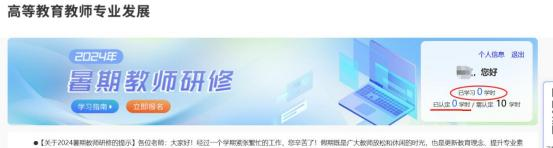 高等教育教师专业发展
2024年
暑期教师研修
学习指南
立即报名
个人信息 退出
，您好
已学习 0 学时
已认定 0 学时 / 需认定 10 学时
●【关于2024暑期教师研修的提示】各位老师：大家好！经过一个学期紧张繁忙的工作，您辛苦了！假期既是广大教师放松和休闲的时光，也是更新教育理念、提升专业素